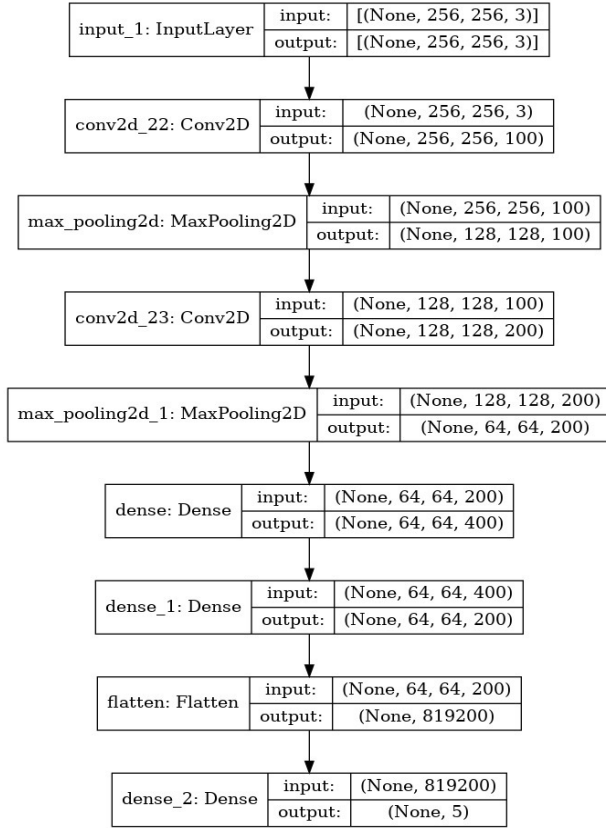 input_1: InputLayer
input: [(None, 256, 256, 3)]
output: [(None, 256, 256, 3)]
conv2d_22: Conv2D
input: (None, 256, 256, 3)
output: (None, 256, 256, 100)
max_pooling2d: MaxPooling2D
input: (None, 256, 256, 100)
output: (None, 128, 128, 100)
conv2d_23: Conv2D
input: (None, 128, 128, 100)
output: (None, 128, 128, 200)
max_pooling2d_1: MaxPooling2D
input: (None, 128, 128, 200)
output: (None, 64, 64, 200)
dense: Dense
input: (None, 64, 64, 200)
output: (None, 64, 64, 400)
dense_1: Dense
input: (None, 64, 64, 400)
output: (None, 64, 64, 200)
flatten: Flatten
input: (None, 64, 64, 200)
output: (None, 819200)
dense_2: Dense
input: (None, 819200)
output: (None, 5)